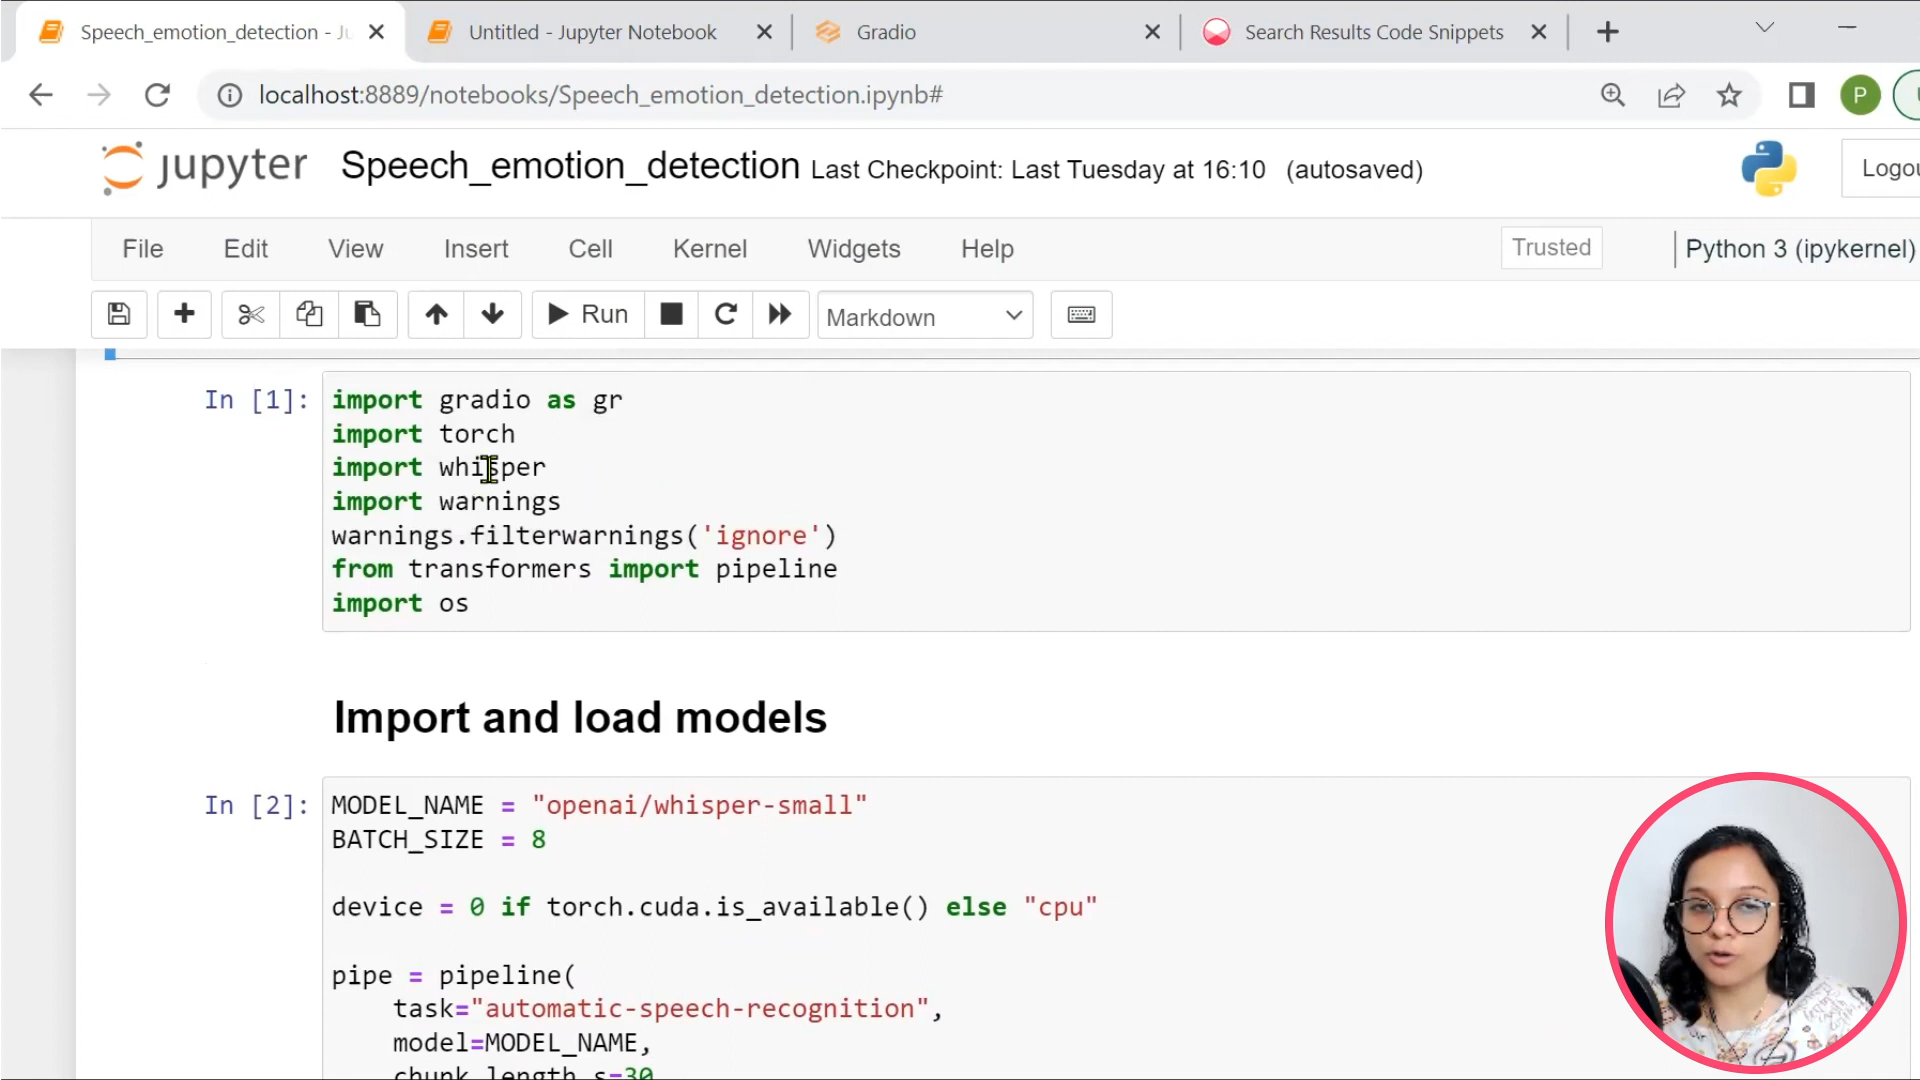 Speech_emotion_detection - Ju
Untitled - Jupyter Notebook
Gradio
Search Results Code Snippets
localhost:8889/notebooks/Speech_emotion_detection.ipynb#
P
jupyter Speech_emotion_detection Last Checkpoint: Last Tuesday at 16:10 (autosaved)
Logou
File Edit View Insert Cell Kernel Widgets Help Trusted Python 3 (ipykernel)
Run Markdown
In [1]: import gradio as gr
import torch
import whisper
import warnings
warnings.filterwarnings('ignore')
from transformers import pipeline
import os
Import and load models
In [2]: MODEL_NAME = "openai/whisper-small"
BATCH_SIZE = 8
device = 0 if torch.cuda.is_available() else "cpu"
pipe = pipeline(
task="automatic-speech-recognition",
model=MODEL_NAME,
chunk_length_s=30,